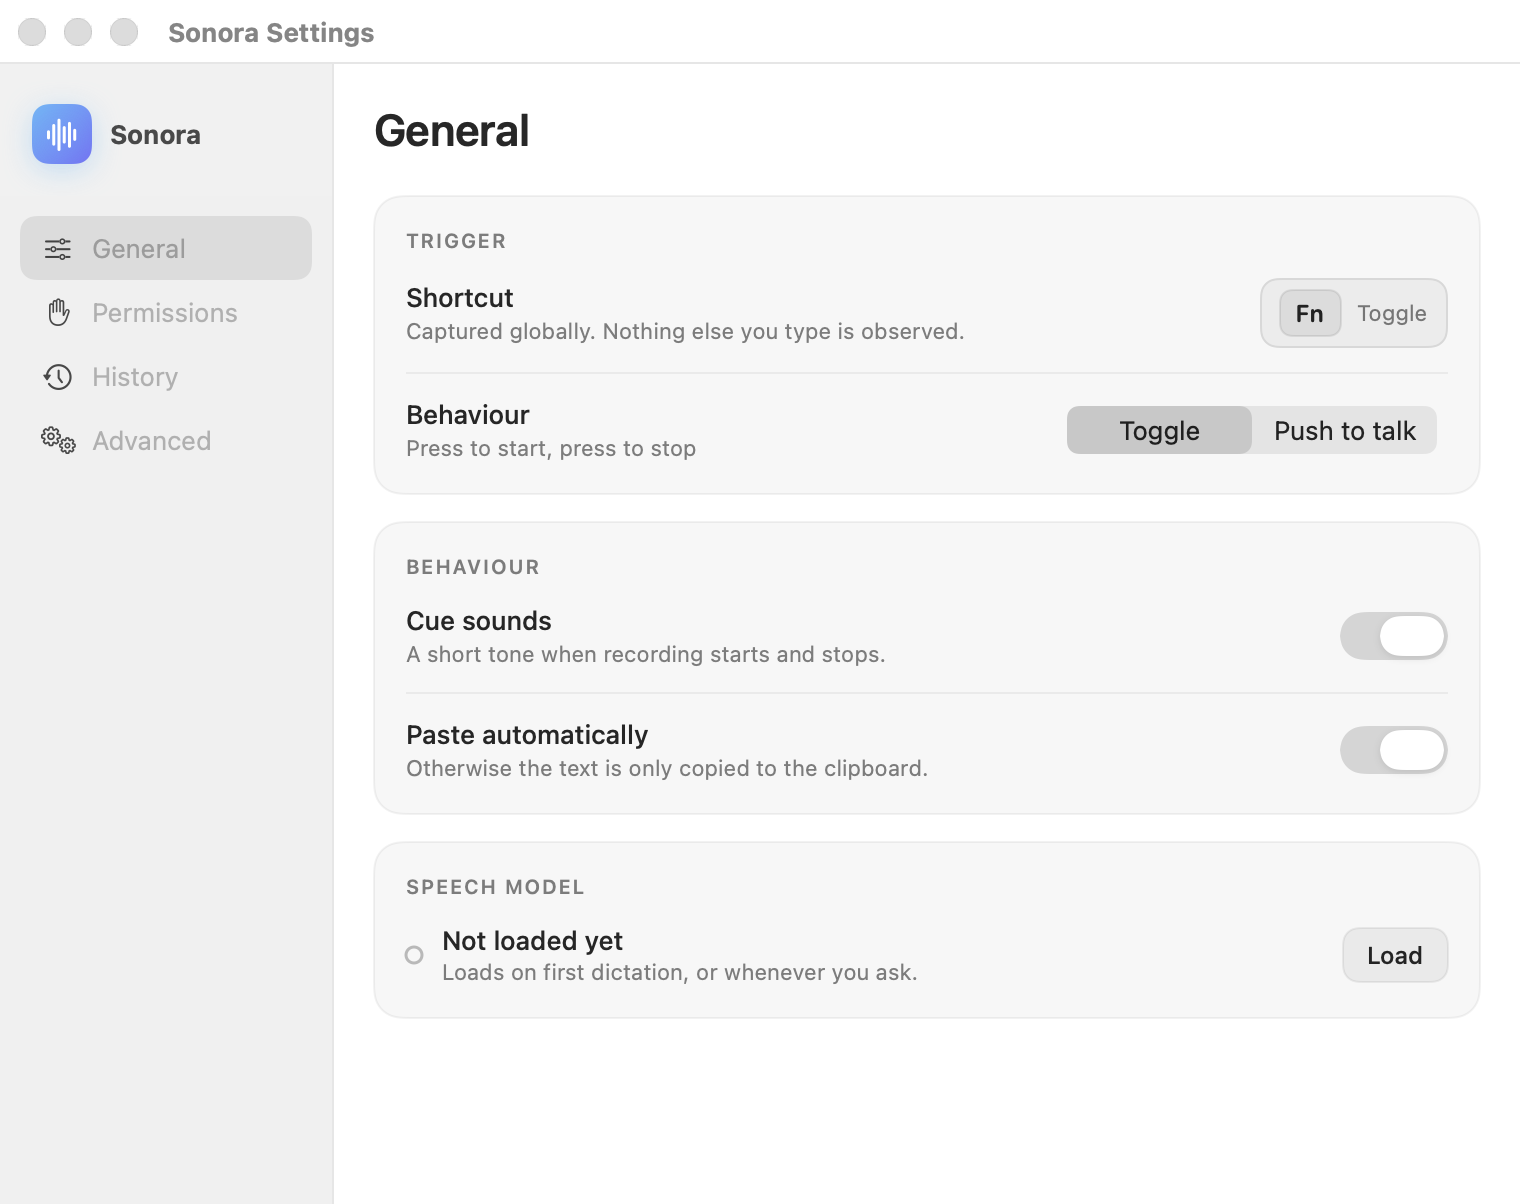 Sonora Settings
Sonora
General
Permissions
History
Advanced
General
TRIGGER
Shortcut
Captured globally. Nothing else you type is observed.
Fn Toggle
Behaviour
Press to start, press to stop
Toggle Push to talk
BEHAVIOUR
Cue sounds
A short tone when recording starts and stops.
Paste automatically
Otherwise the text is only copied to the clipboard.
SPEECH MODEL
Not loaded yet
Loads on first dictation, or whenever you ask.
Load